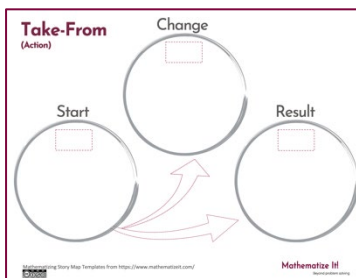 Take-From
(Action)
Change
Start
Result
Mathematizing Story Map Templates from https://www.mathematizeit.com/
Mathematize It!